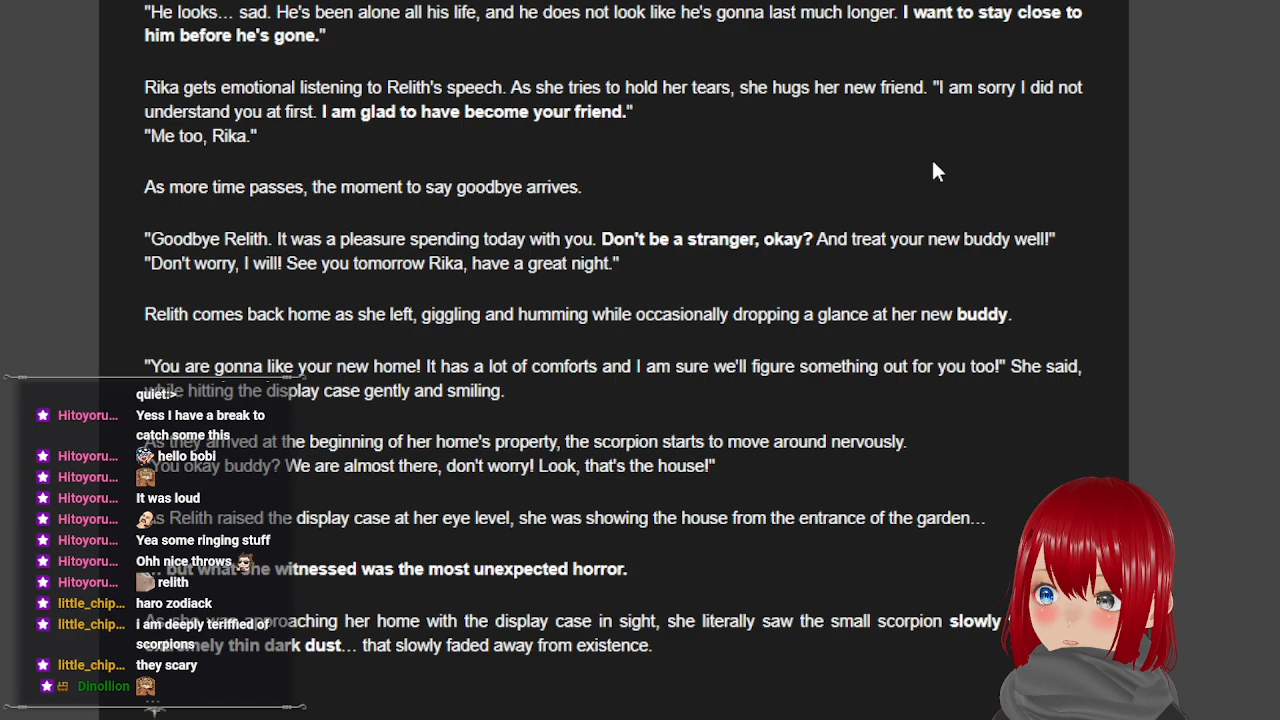 "He looks… sad. He's been alone all his life, and he does not look like he's gonna last much longer. I want to stay close to
him before he's gone."
Rika gets emotional listening to Relith's speech. As she tries to hold her tears, she hugs her new friend. "I am sorry I did not
understand you at first. I am glad to have become your friend."
"Me too, Rika."
As more time passes, the moment to say goodbye arrives.
"Goodbye Relith. It was a pleasure spending today with you. Don't be a stranger, okay? And treat your new buddy well!"
"Don't worry, I will! See you tomorrow Rika, have a great night."
Relith comes back home as she left, giggling and humming while occasionally dropping a glance at her new buddy.
"You are gonna like your new home! It has a lot of comforts and I am sure we'll figure something out for you too!" She said,
while hitting the display case gently and smiling.
As they arrived at the beginning of her home's property, the scorpion starts to move around nervously.
"You okay buddy? We are almost there, don't worry! Look, that's the house!"
As Relith raised the display case at her eye level, she was showing the house from the entrance of the garden…
… but what she witnessed was the most unexpected horror.
As she was approaching her home with the display case in sight, she literally saw the small scorpion slowly
extremely thin dark dust… that slowly faded away from existence.
quiet:>
Hitoyoru... Yess I have a break to
catch some this
Hitoyoru... hello bobi
Hitoyoru...
Hitoyoru... It was loud
Hitoyoru...
Hitoyoru... Yea some ringing stuff
Hitoyoru... Ohh nice throws
Hitoyoru... relith
little_chip... haro zodiack
little_chip... i am deeply terrified of
scorpions
little_chip... they scary
Dinollion